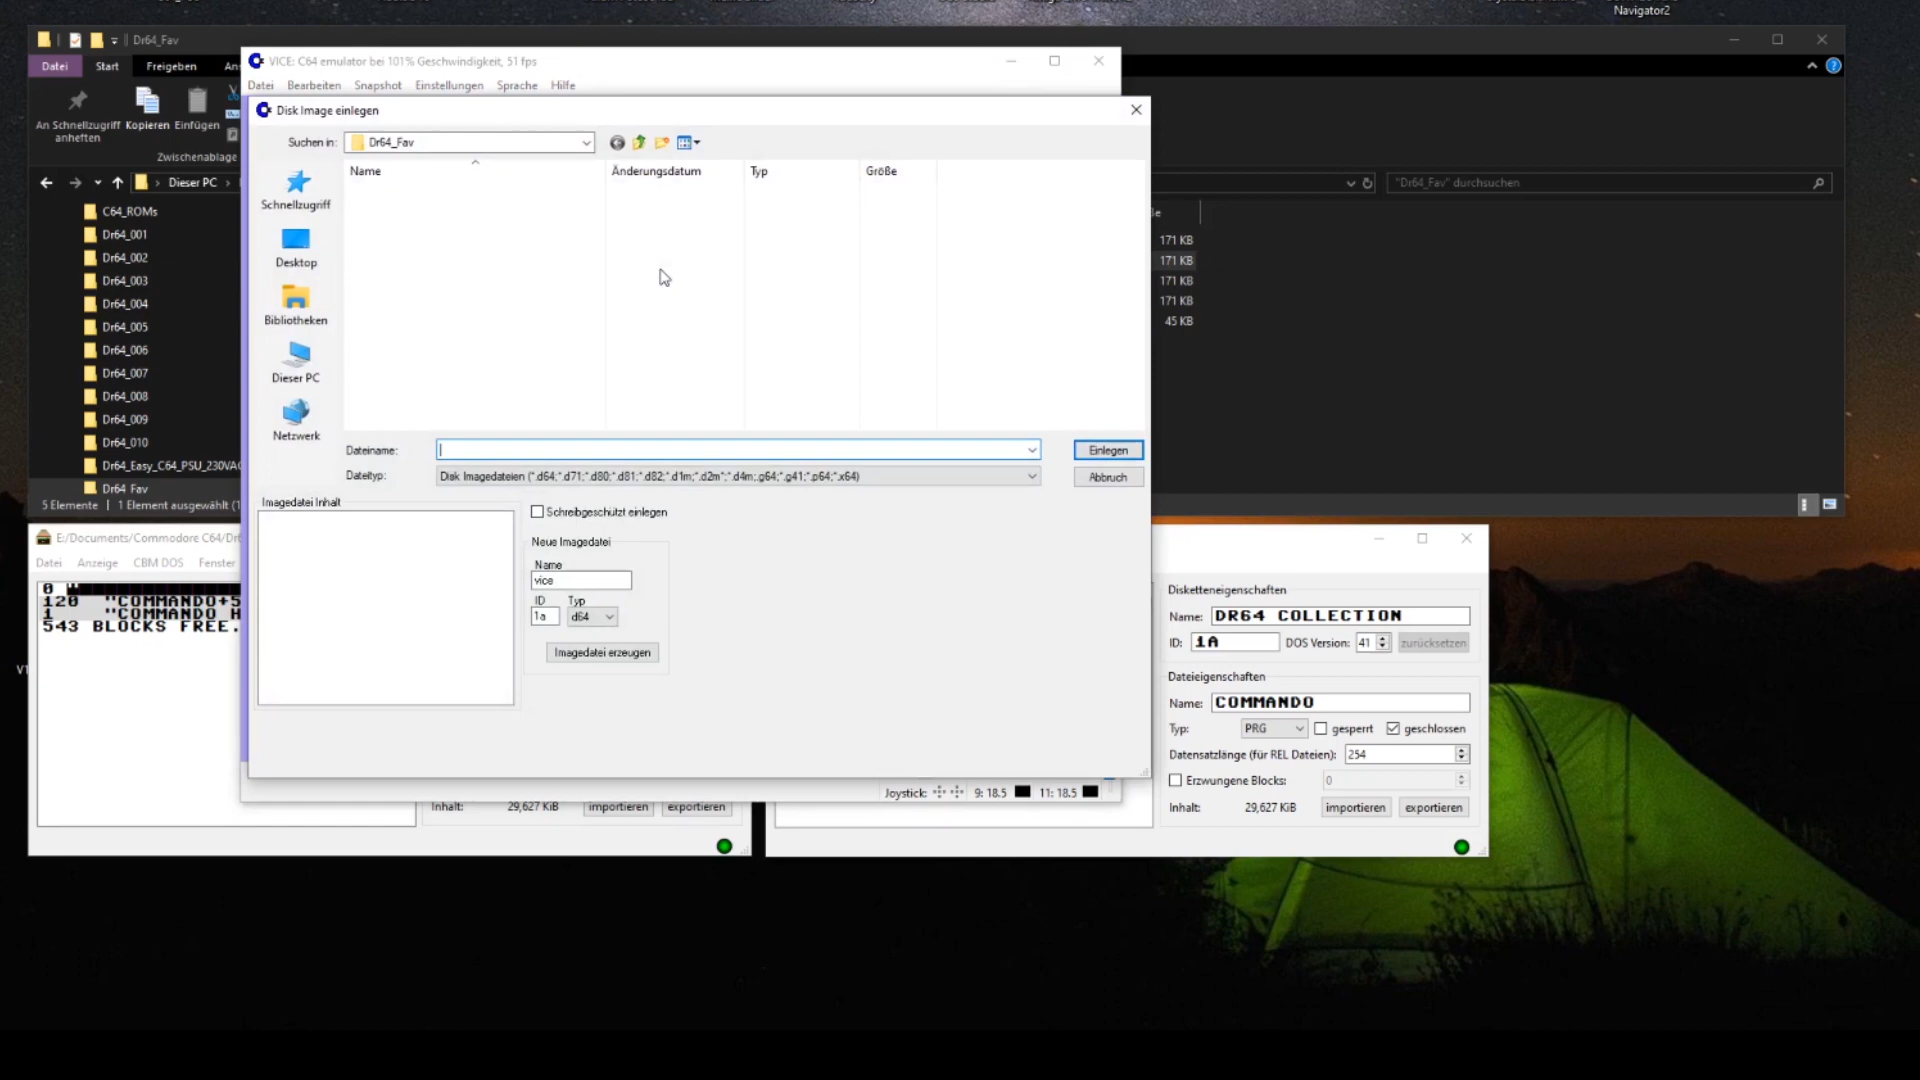 Navigator2
Dr64_Fav
Datei Start Freigeben
An Schnellzugriff anheften
Kopieren
Einfügen
Zwischenablage
Dieser PC
"Dr64_Fav" durchsuchen
C64_ROMs
Dr64_001
Dr64_002
Dr64_003
Dr64_004
Dr64_005
Dr64_006
Dr64_007
Dr64_008
Dr64_009
Dr64_010
Dr64_Easy_C64_PSU_230VAC
Dr64_Fav
5 Elemente
1 Element ausgewählt (1
171 KB
171 KB
171 KB
171 KB
45 KB
VICE: C64 emulator bei 101% Geschwindigkeit, 51 fps
Datei Bearbeiten Snapshot Einstellungen Sprache Hilfe
Disk Image einlegen
Suchen in: Dr64_Fav
Name Änderungsdatum Typ Größe
Schnellzugriff
Desktop
Bibliotheken
Dieser PC
Netzwerk
Dateiname:
Einlegen
Dateityp: Disk Imagedateien (*.d64;*.d71;*.d80;*.d81;*.d82;*.d1m;*.d2m*;*.d4m;.g64;*.g41;*.p64;*.x64)
Abbruch
Imagedatei Inhalt
Schreibgeschützt einlegen
Neue Imagedatei
Name
vice
ID Typ
1a d64
Imagedatei erzeugen
Joystick: 9: 18.5 11: 18.5
E:/Documents/Commodore C64/Dr6
Datei Anzeige CBM DOS Fenster
0 "
120 "COMMANDO+5
1 "COMMANDO H
543 BLOCKS FREE.
Inhalt: 29,627 KiB importieren exportieren
Disketteneigenschaften
Name: DR64 COLLECTION
ID: 1A DOS Version: 41 zurücksetzen
Dateieigenschaften
Name: COMMANDO
Typ: PRG gesperrt geschlossen
Datensatzlänge (für REL Dateien): 254
Erzwungene Blocks: 0
Inhalt: 29,627 KiB importieren exportieren